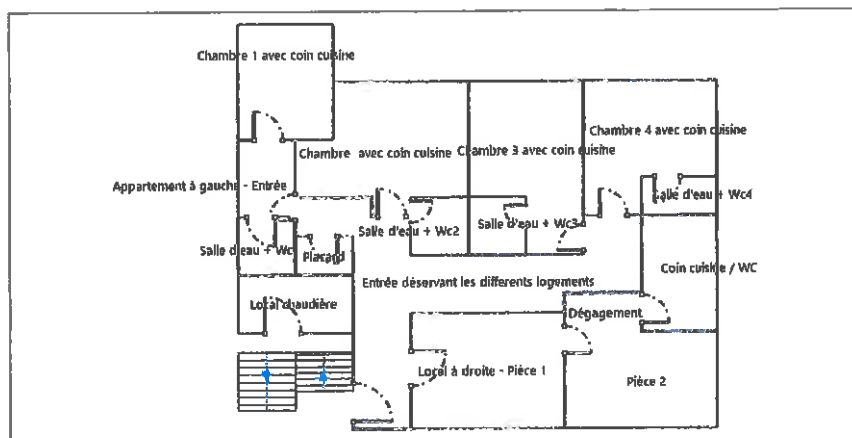 Chambre 1 avec coin cuisine
Chambre 4 avec coin cuisine
Chambre avec coin cuisine
Chambre 3 avec coin cuisine
Appartement à gauche - Entrée
Salle d'eau + Wc4
Salle d'eau + Wc3
Salle d'eau + Wc2
Salle d'eau + Wc
Placard
Coin cuisine / WC
Entrée déservant les differents logements
Local chaudière
Dégagement
Local à droite - Pièce 1
Pièce 2